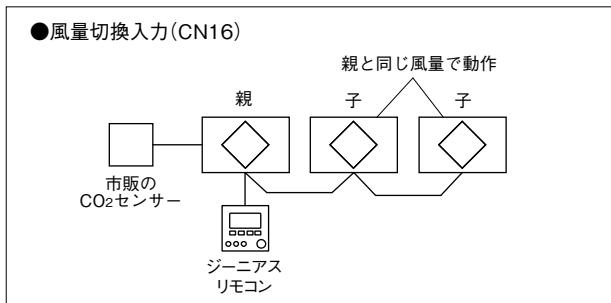 ●風量切換入力(CN16)
親と同じ風量で動作
親
子
子
市販の
CO₂センサー
ジーニアス
リモコン